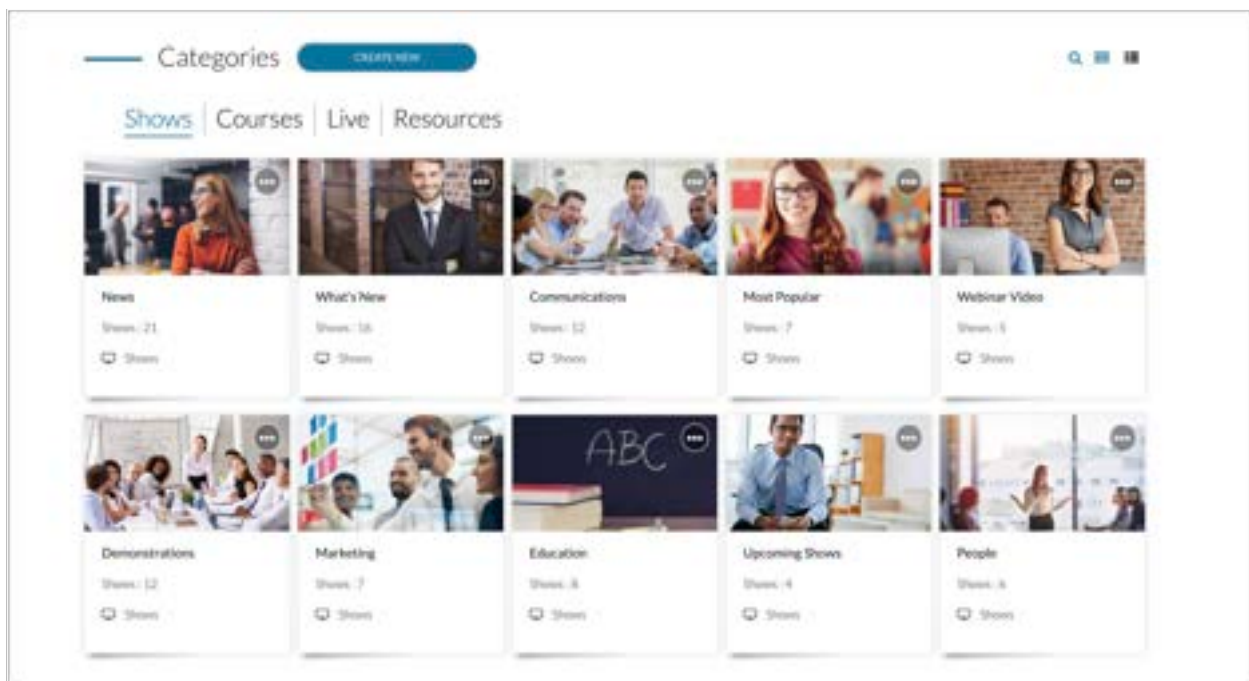 Categories CREATE NEW
Shows Courses Live Resources
News What's New Communications Most Popular Webinar Video
Shows : 21 Shows : 16 Shows : 12 Shows : 7 Shows : 5
Shows Shows Shows Shows Shows
ABC
Demonstrations Marketing Education Upcoming Shows People
Shows : 12 Shows : 7 Shows : 8 Shows : 4 Shows : 6
Shows Shows Shows Shows Shows